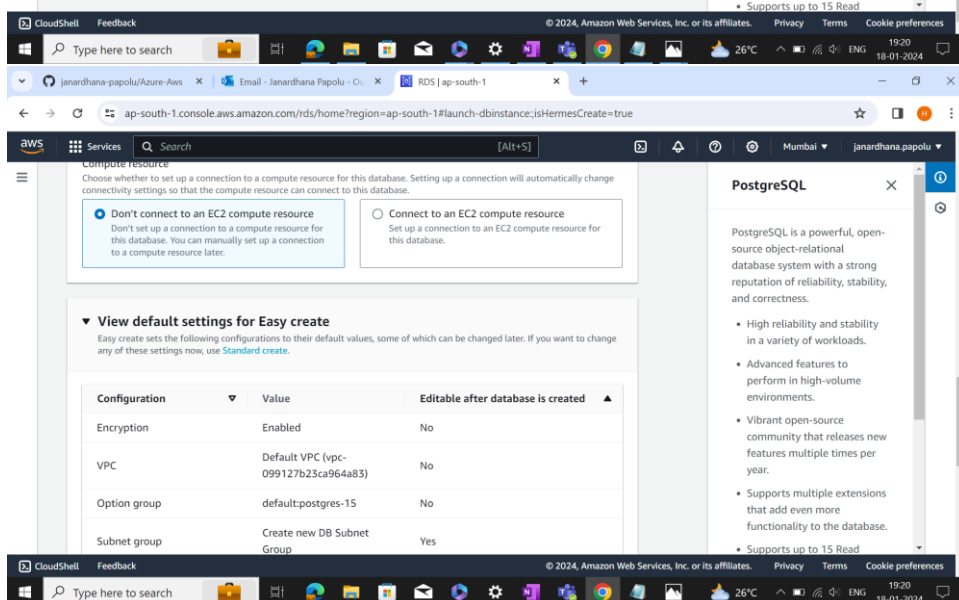 • Supports up to 15 Read
CloudShell Feedback © 2024, Amazon Web Services, Inc. or its affiliates. Privacy Terms Cookie preferences
Type here to search 26°C ENG 19:20
18-01-2024
janardhana-papolu/Azure-Aws Email - Janardhana Papolu - Ou RDS | ap-south-1
ap-south-1.console.aws.amazon.com/rds/home?region=ap-south-1#launch-dbinstance:;isHermesCreate=true H
aws Services Search [Alt+S] Mumbai janardhana.papolu
Compute resource
Choose whether to set up a connection to a compute resource for this database. Setting up a connection will automatically change
connectivity settings so that the compute resource can connect to this database.
Don't connect to an EC2 compute resource
Don't set up a connection to a compute resource for
this database. You can manually set up a connection
to a compute resource later.
Connect to an EC2 compute resource
Set up a connection to an EC2 compute resource for
this database.
View default settings for Easy create
Easy create sets the following configurations to their default values, some of which can be changed later. If you want to change
any of these settings now, use Standard create.
Configuration Value Editable after database is created
Encryption Enabled No
VPC Default VPC (vpc-
099127b23ca964a83) No
Option group default:postgres-15 No
Subnet group Create new DB Subnet
Group Yes
PostgreSQL
PostgreSQL is a powerful, open-
source object-relational
database system with a strong
reputation of reliability, stability,
and correctness.
• High reliability and stability
in a variety of workloads.
• Advanced features to
perform in high-volume
environments.
• Vibrant open-source
community that releases new
features multiple times per
year.
• Supports multiple extensions
that add even more
functionality to the database.
• Supports up to 15 Read
CloudShell Feedback © 2024, Amazon Web Services, Inc. or its affiliates. Privacy Terms Cookie preferences
Type here to search 26°C ENG 19:20
18-01-2024